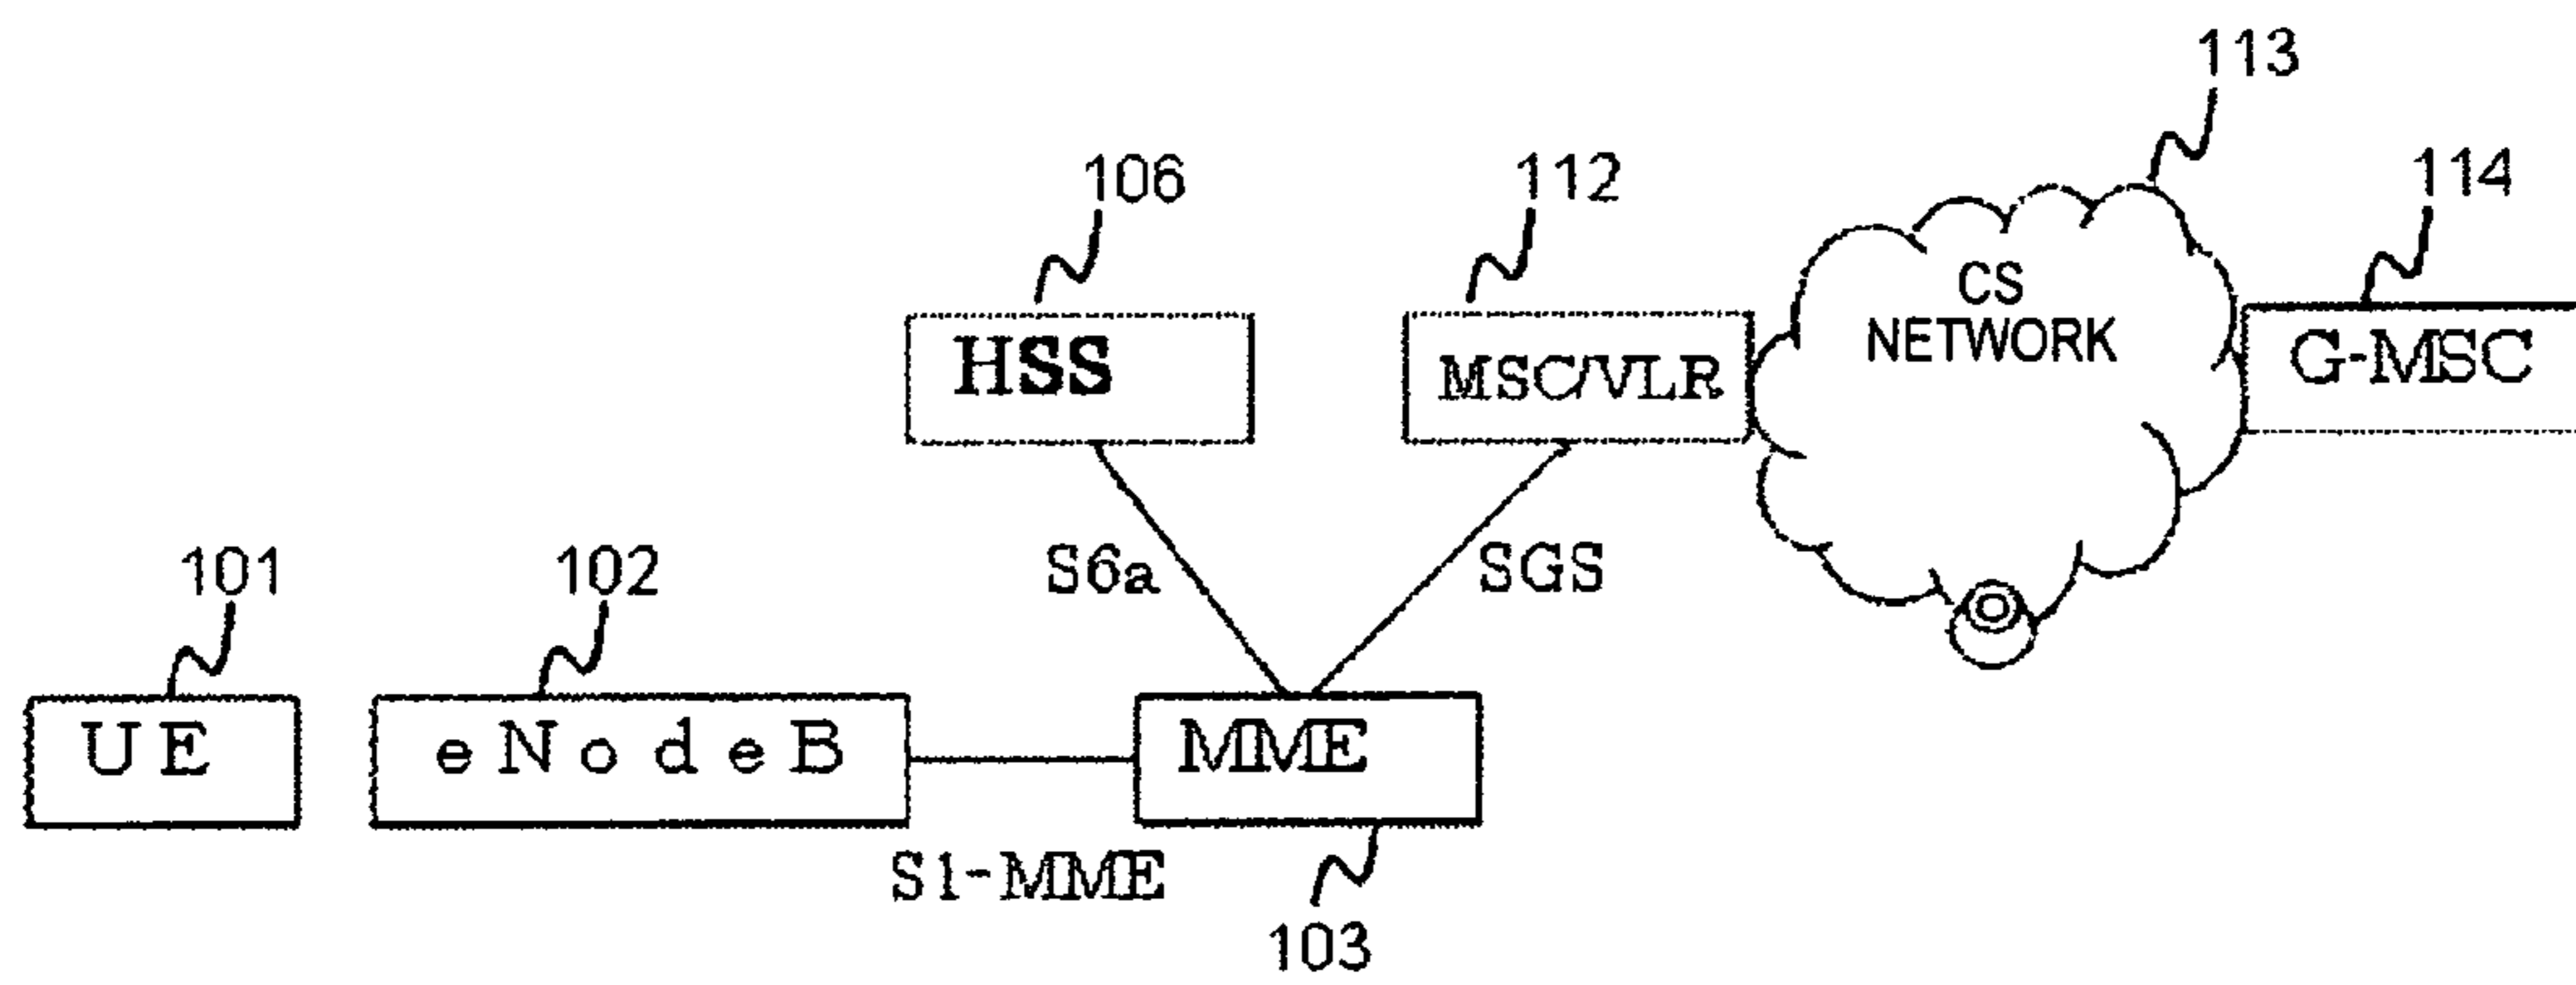 113
106
112
114
CS
NETWORK
HSS
MSC/VLR
G-MSC
101
102
S6a
SGS
UE
eNodeB
MME
S1-MME
103